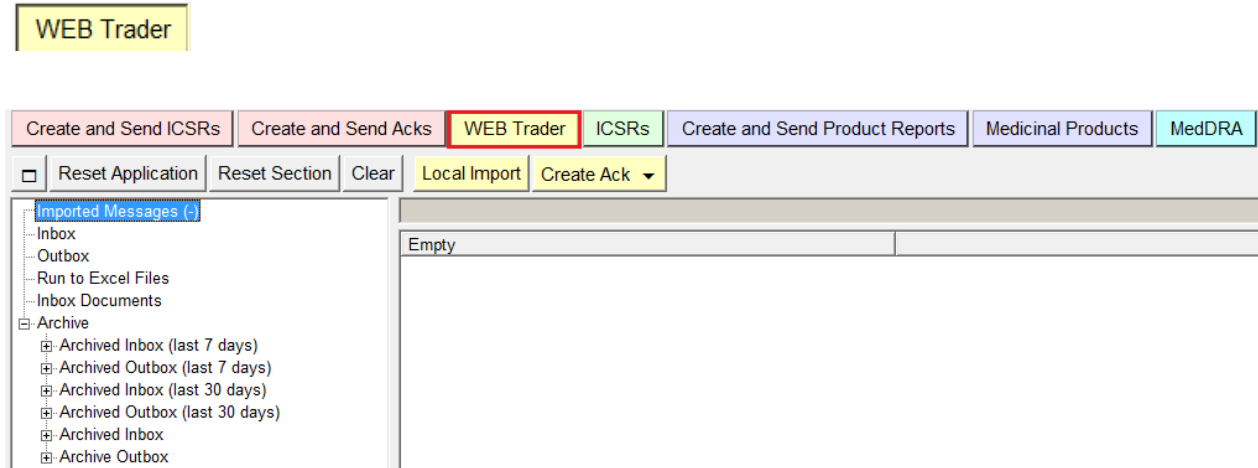 WEB Trader
Create and Send ICSRs Create and Send Acks WEB Trader ICSRs Create and Send Product Reports Medicinal Products MedDRA
Reset Application Reset Section Clear Local Import Create Ack
Imported Messages (-)
Inbox
Outbox
Run to Excel Files
Inbox Documents
Archive
Archived Inbox (last 7 days)
Archived Outbox (last 7 days)
Archived Inbox (last 30 days)
Archived Outbox (last 30 days)
Archived Inbox
Archive Outbox
Empty